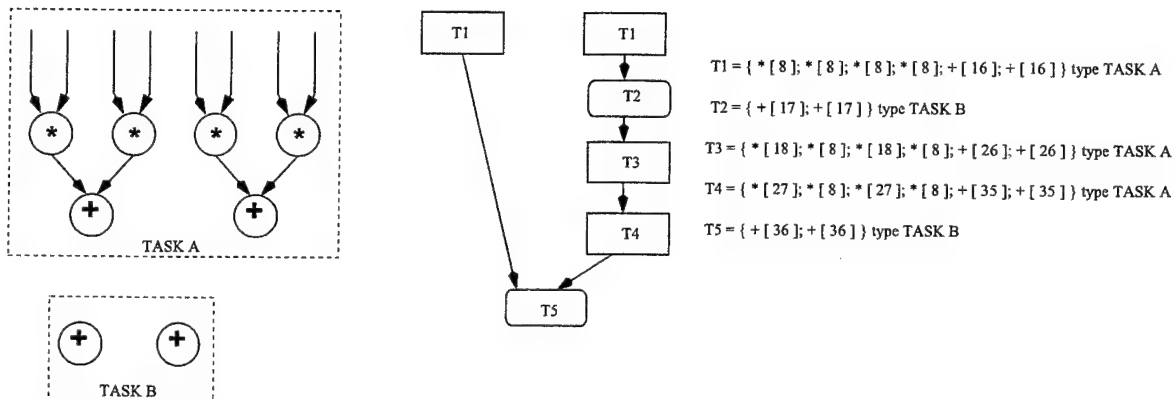 * * * *
+ +
TASK A
+ +
TASK B
T1 T1
T2
T3
T4
T5
T1 = { * [ 8 ]; * [ 8 ]; * [ 8 ]; * [ 8 ]; + [ 16 ]; + [ 16 ] } type TASK A
T2 = { + [ 17 ]; + [ 17 ] } type TASK B
T3 = { * [18 ]; * [ 8 ]; * [ 18 ]; * [ 8 ]; + [ 26 ]; + [ 26 ] } type TASK A
T4 = { * [27 ]; * [ 8 ]; * [ 27 ]; * [ 8 ]; + [ 35 ]; + [ 35 ] } type TASK A
T5 = { + [ 36 ]; + [ 36 ] } type TASK B